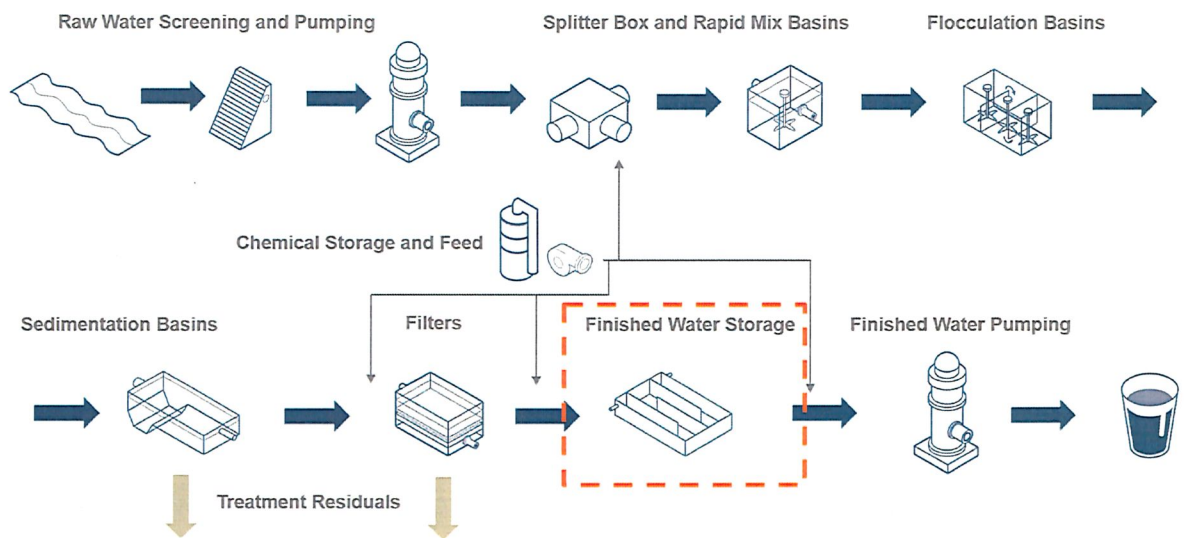 Raw Water Screening and Pumping
Splitter Box and Rapid Mix Basins
Flocculation Basins
Chemical Storage and Feed
Sedimentation Basins
Filters
Finished Water Storage
Finished Water Pumping
Treatment Residuals